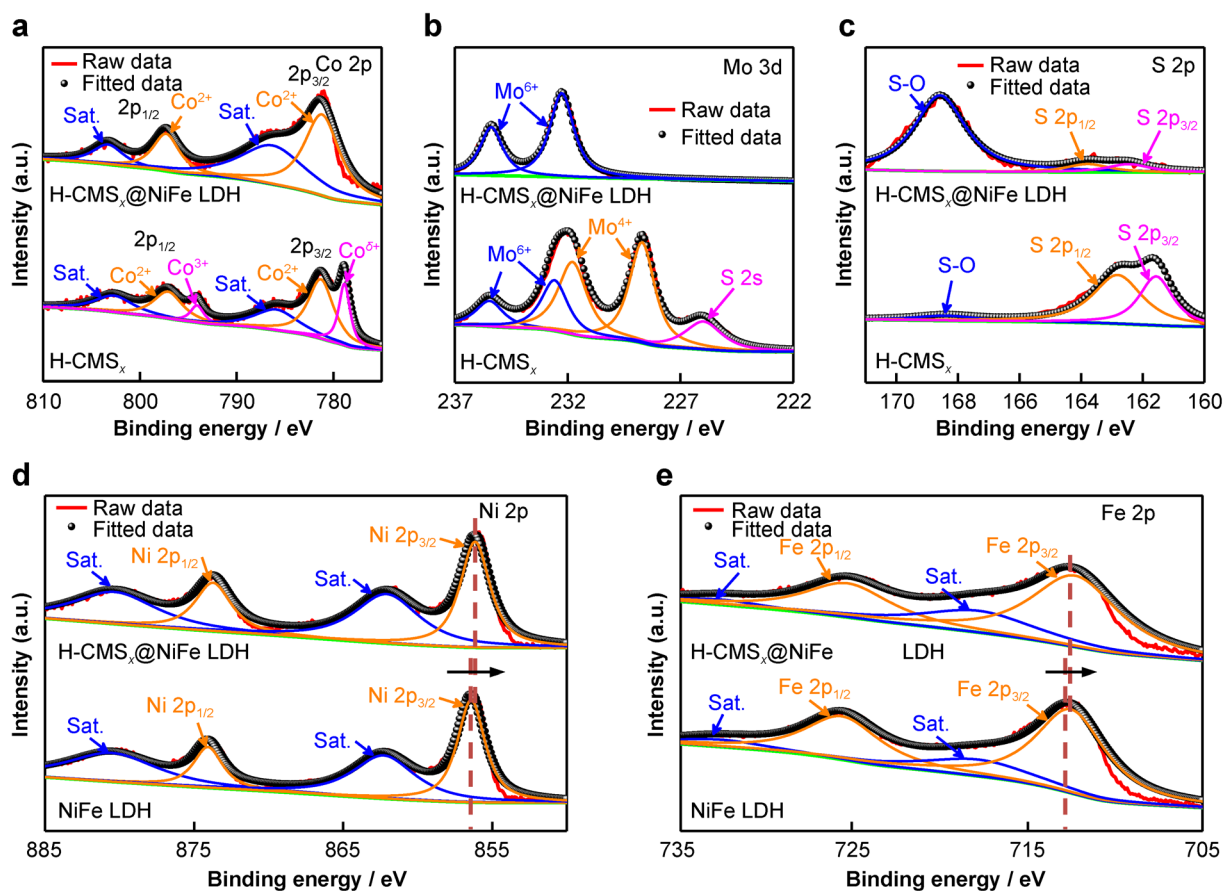 a
Raw data
Fitted data
Co 2p
2p3/2
2p1/2
Co2+
Sat.
Sat.
Co2+
H-CMSx@NiFe LDH
2p1/2
2p3/2
Coδ+
Sat.
Co2+
Co3+
Sat.
Co2+
H-CMSx
810 800 790 780
Binding energy / eV
Intensity (a.u.)
b
Mo 3d
Mo6+
Raw data
Fitted data
H-CMSx@NiFe LDH
Mo6+
Mo4+
S 2s
H-CMSx
237 232 226 222
Binding energy / eV
Intensity (a.u.)
c
Raw data
Fitted data
S 2p
S-O
S 2p1/2
S 2p3/2
H-CMSx@NiFe LDH
S-O
S 2p1/2
S 2p3/2
H-CMSx
170 168 166 164 162 160
Binding energy / eV
Intensity (a.u.)
d
Raw data
Fitted data
Ni 2p
Sat.
Ni 2p1/2
Sat.
Ni 2p3/2
H-CMSx@NiFe LDH
Sat.
Ni 2p1/2
Sat.
Ni 2p3/2
NiFe LDH
885 875 865 855
Binding energy / eV
Intensity (a.u.)
e
Raw data
Fitted data
Fe 2p
Sat.
Fe 2p1/2
Sat.
Fe 2p3/2
H-CMSx@NiFe LDH
Sat.
Fe 2p1/2
Sat.
Fe 2p3/2
NiFe LDH
735 725 715 705
Binding energy / eV
Intensity (a.u.)